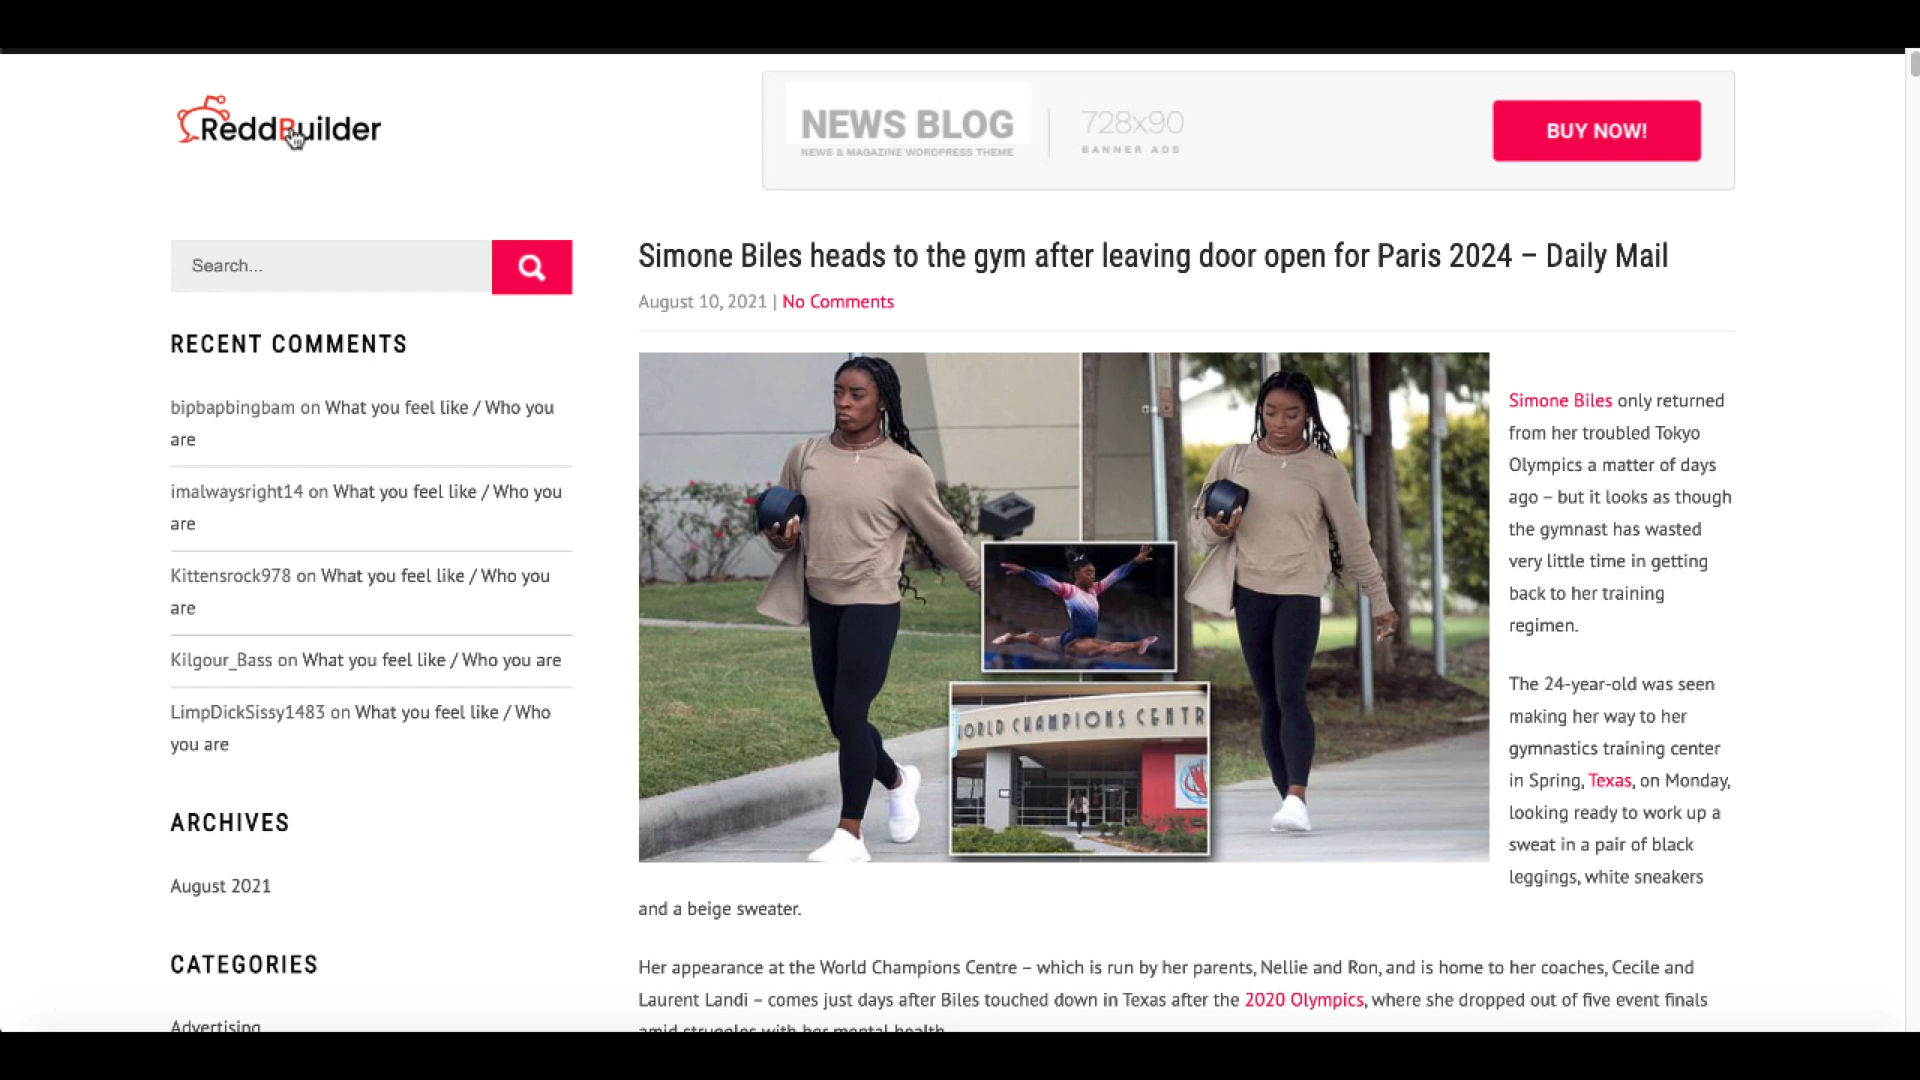 ReddBuilder
NEWS BLOG
NEWS & MAGAZINE WORDPRESS THEME
728x90
BANNER ADS
BUY NOW!
Search...
RECENT COMMENTS
bipbapbingbam on What you feel like / Who you
are
imalwaysright14 on What you feel like / Who you
are
Kittensrock978 on What you feel like / Who you
are
Kilgour_Bass on What you feel like / Who you are
LimpDickSissy1483 on What you feel like / Who
you are
ARCHIVES
August 2021
CATEGORIES
Advertising
Simone Biles heads to the gym after leaving door open for Paris 2024 – Daily Mail
August 10, 2021 | No Comments
WORLD CHAMPIONS CENTR
Simone Biles only returned
from her troubled Tokyo
Olympics a matter of days
ago – but it looks as though
the gymnast has wasted
very little time in getting
back to her training
regimen.
The 24-year-old was seen
making her way to her
gymnastics training center
in Spring, Texas, on Monday,
looking ready to work up a
sweat in a pair of black
leggings, white sneakers
and a beige sweater.
Her appearance at the World Champions Centre – which is run by her parents, Nellie and Ron, and is home to her coaches, Cecile and
Laurent Landi – comes just days after Biles touched down in Texas after the 2020 Olympics, where she dropped out of five event finals
amid struggles with her mental health